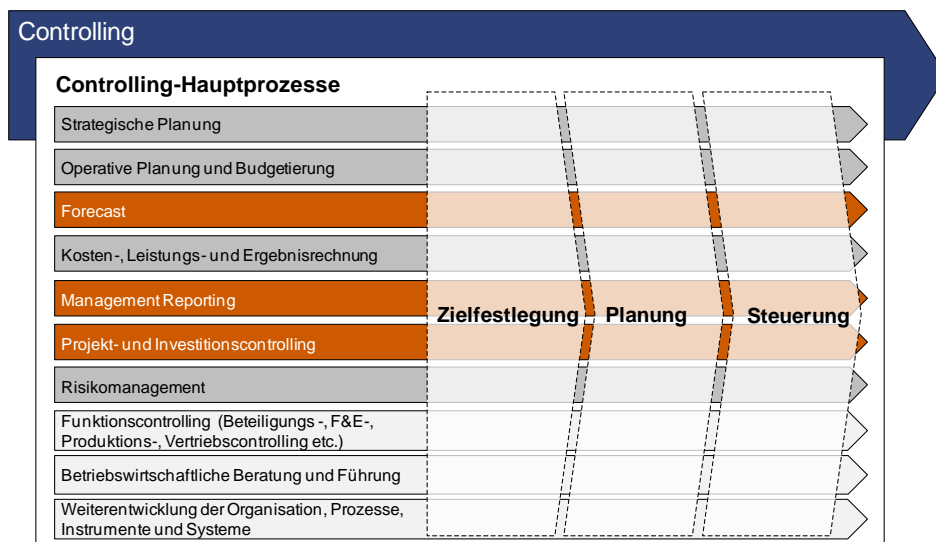 Controlling
Controlling-Hauptprozesse
Strategische Planung
Operative Planung und Budgetierung
Forecast
Kosten-, Leistungs- und Ergebnisrechnung
Management Reporting
Zielfestlegung Planung Steuerung
Projekt- und Investitionscontrolling
Risikomanagement
Funktionscontrolling (Beteiligungs-, F&E-,
Produktions-, Vertriebscontrolling etc.)
Betriebswirtschaftliche Beratung und Führung
Weiterentwicklung der Organisation, Prozesse,
Instrumente und Systeme